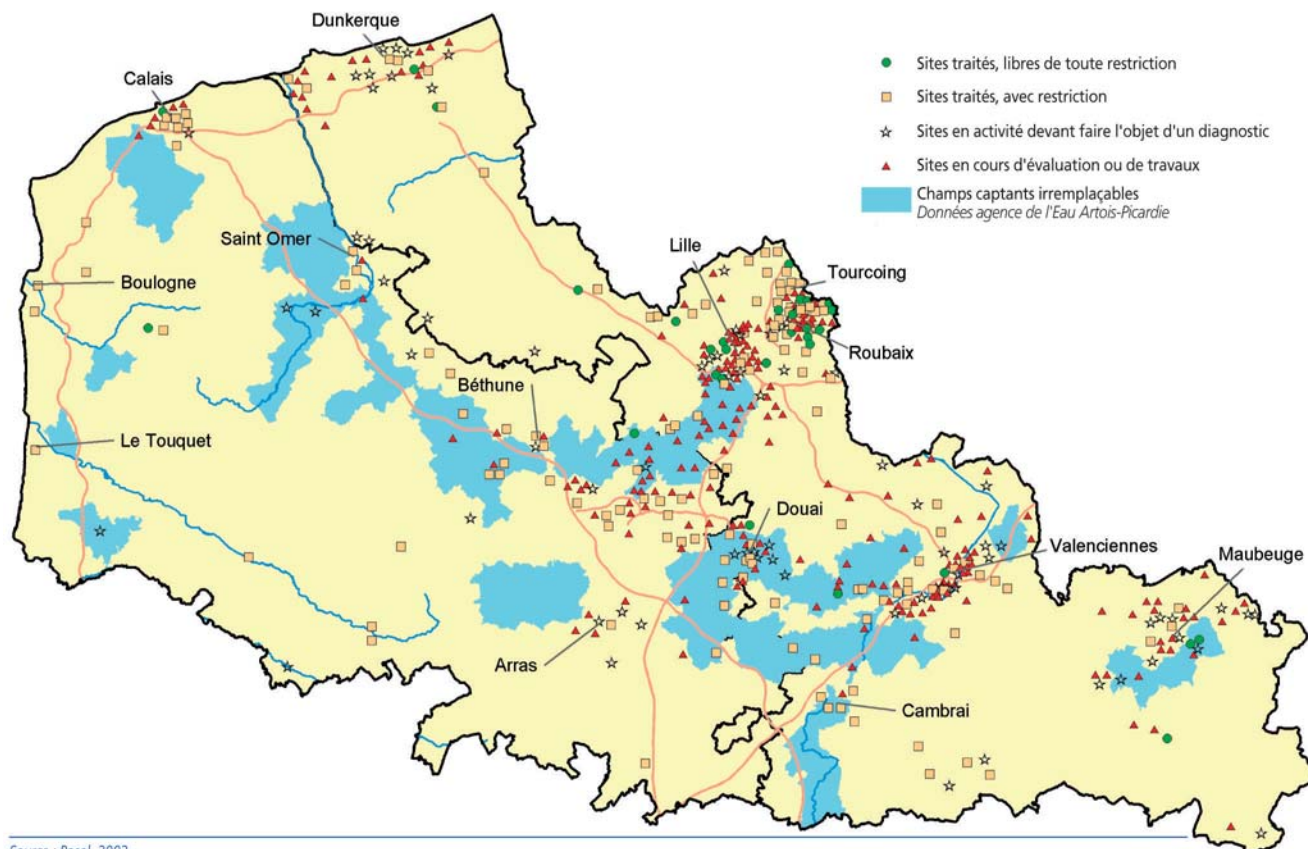 Dunkerque
Calais
Sites traités, libres de toute restriction
Sites traités, avec restriction
Sites en activité devant faire l'objet d'un diagnostic
Sites en cours d'évaluation ou de travaux
Champs captants irremplaçables
Données agence de l'Eau Artois-Picardie
Saint Omer
Lille
Tourcoing
Boulogne
Roubaix
Béthune
Le Touquet
Douai
Valenciennes
Maubeuge
Arras
Cambrai